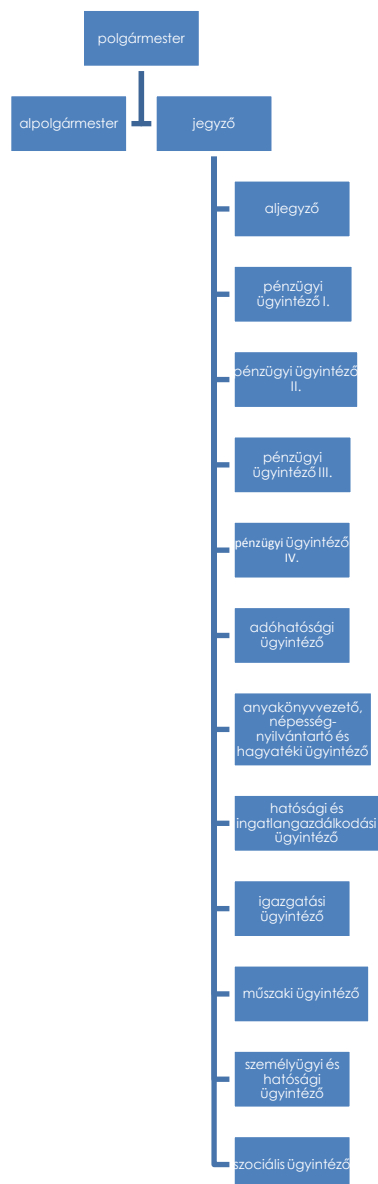 polgármester
alpolgármester
jegyző
aljegyző
pénzügyi
ügyintéző I.
pénzügyi ügyintéző
II.
pénzügyi
ügyintéző III.
pénzügyi ügyintéző
IV.
adóhatósági
ügyintéző
anyakönyvvezető,
népesség-
nyilvántartó és
hagyatéki ügyintéző
hatósági és
ingatlangazdálkodási
ügyintéző
igazgatási
ügyintéző
műszaki ügyintéző
személyügyi és
hatósági
ügyintéző
szociális ügyintéző